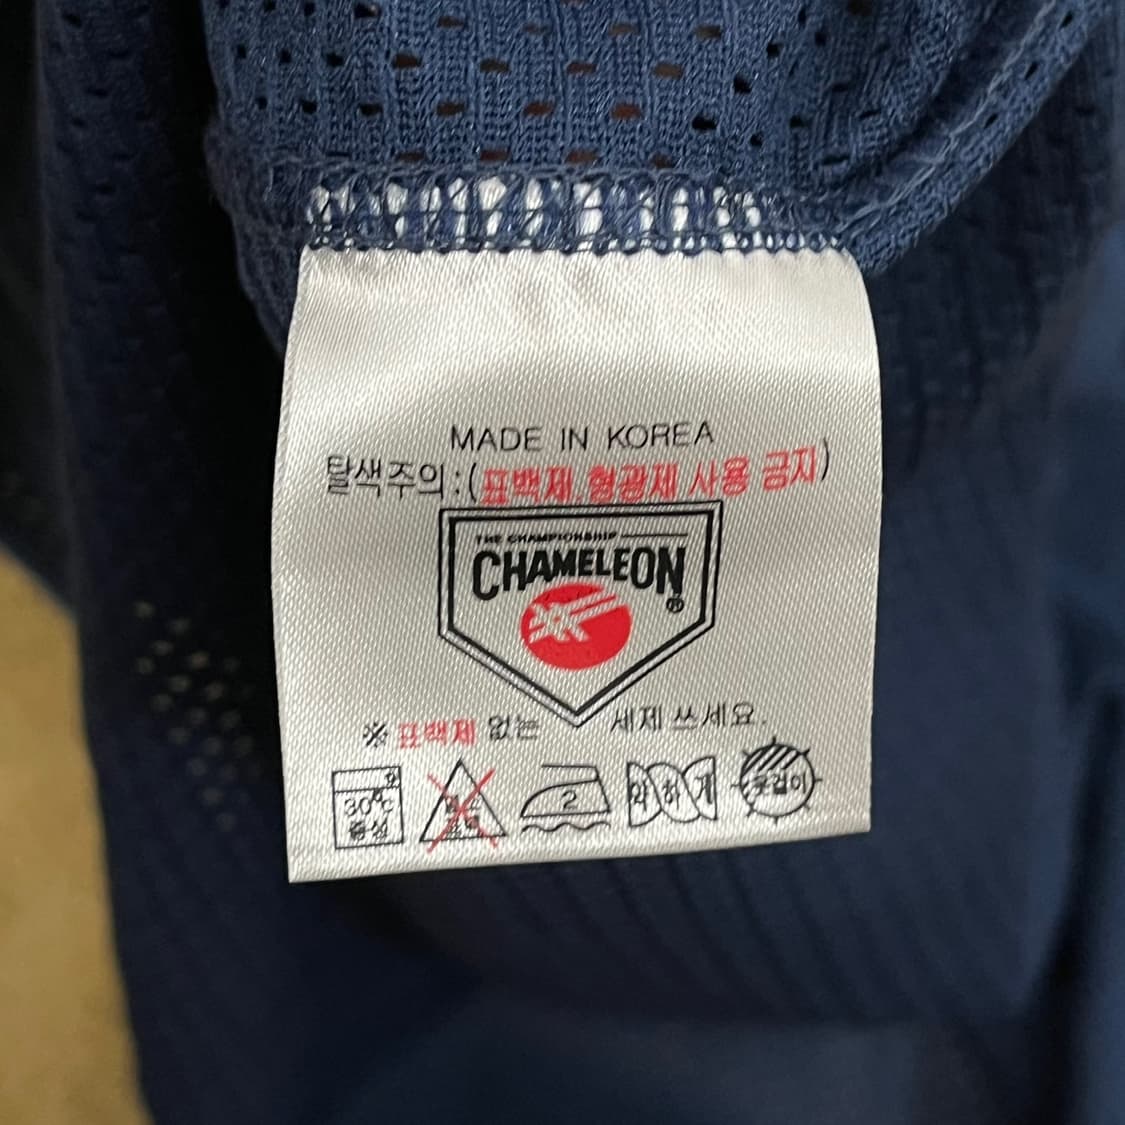 MADE IN KOREA
탈색주의:(표백제.형광제 사용 금지)
THE CHAMPIONSHIP
CHAMELEON
®
※ 표백제 없는 세제 쓰세요.
30℃
중성
2
약하게
옷걸이